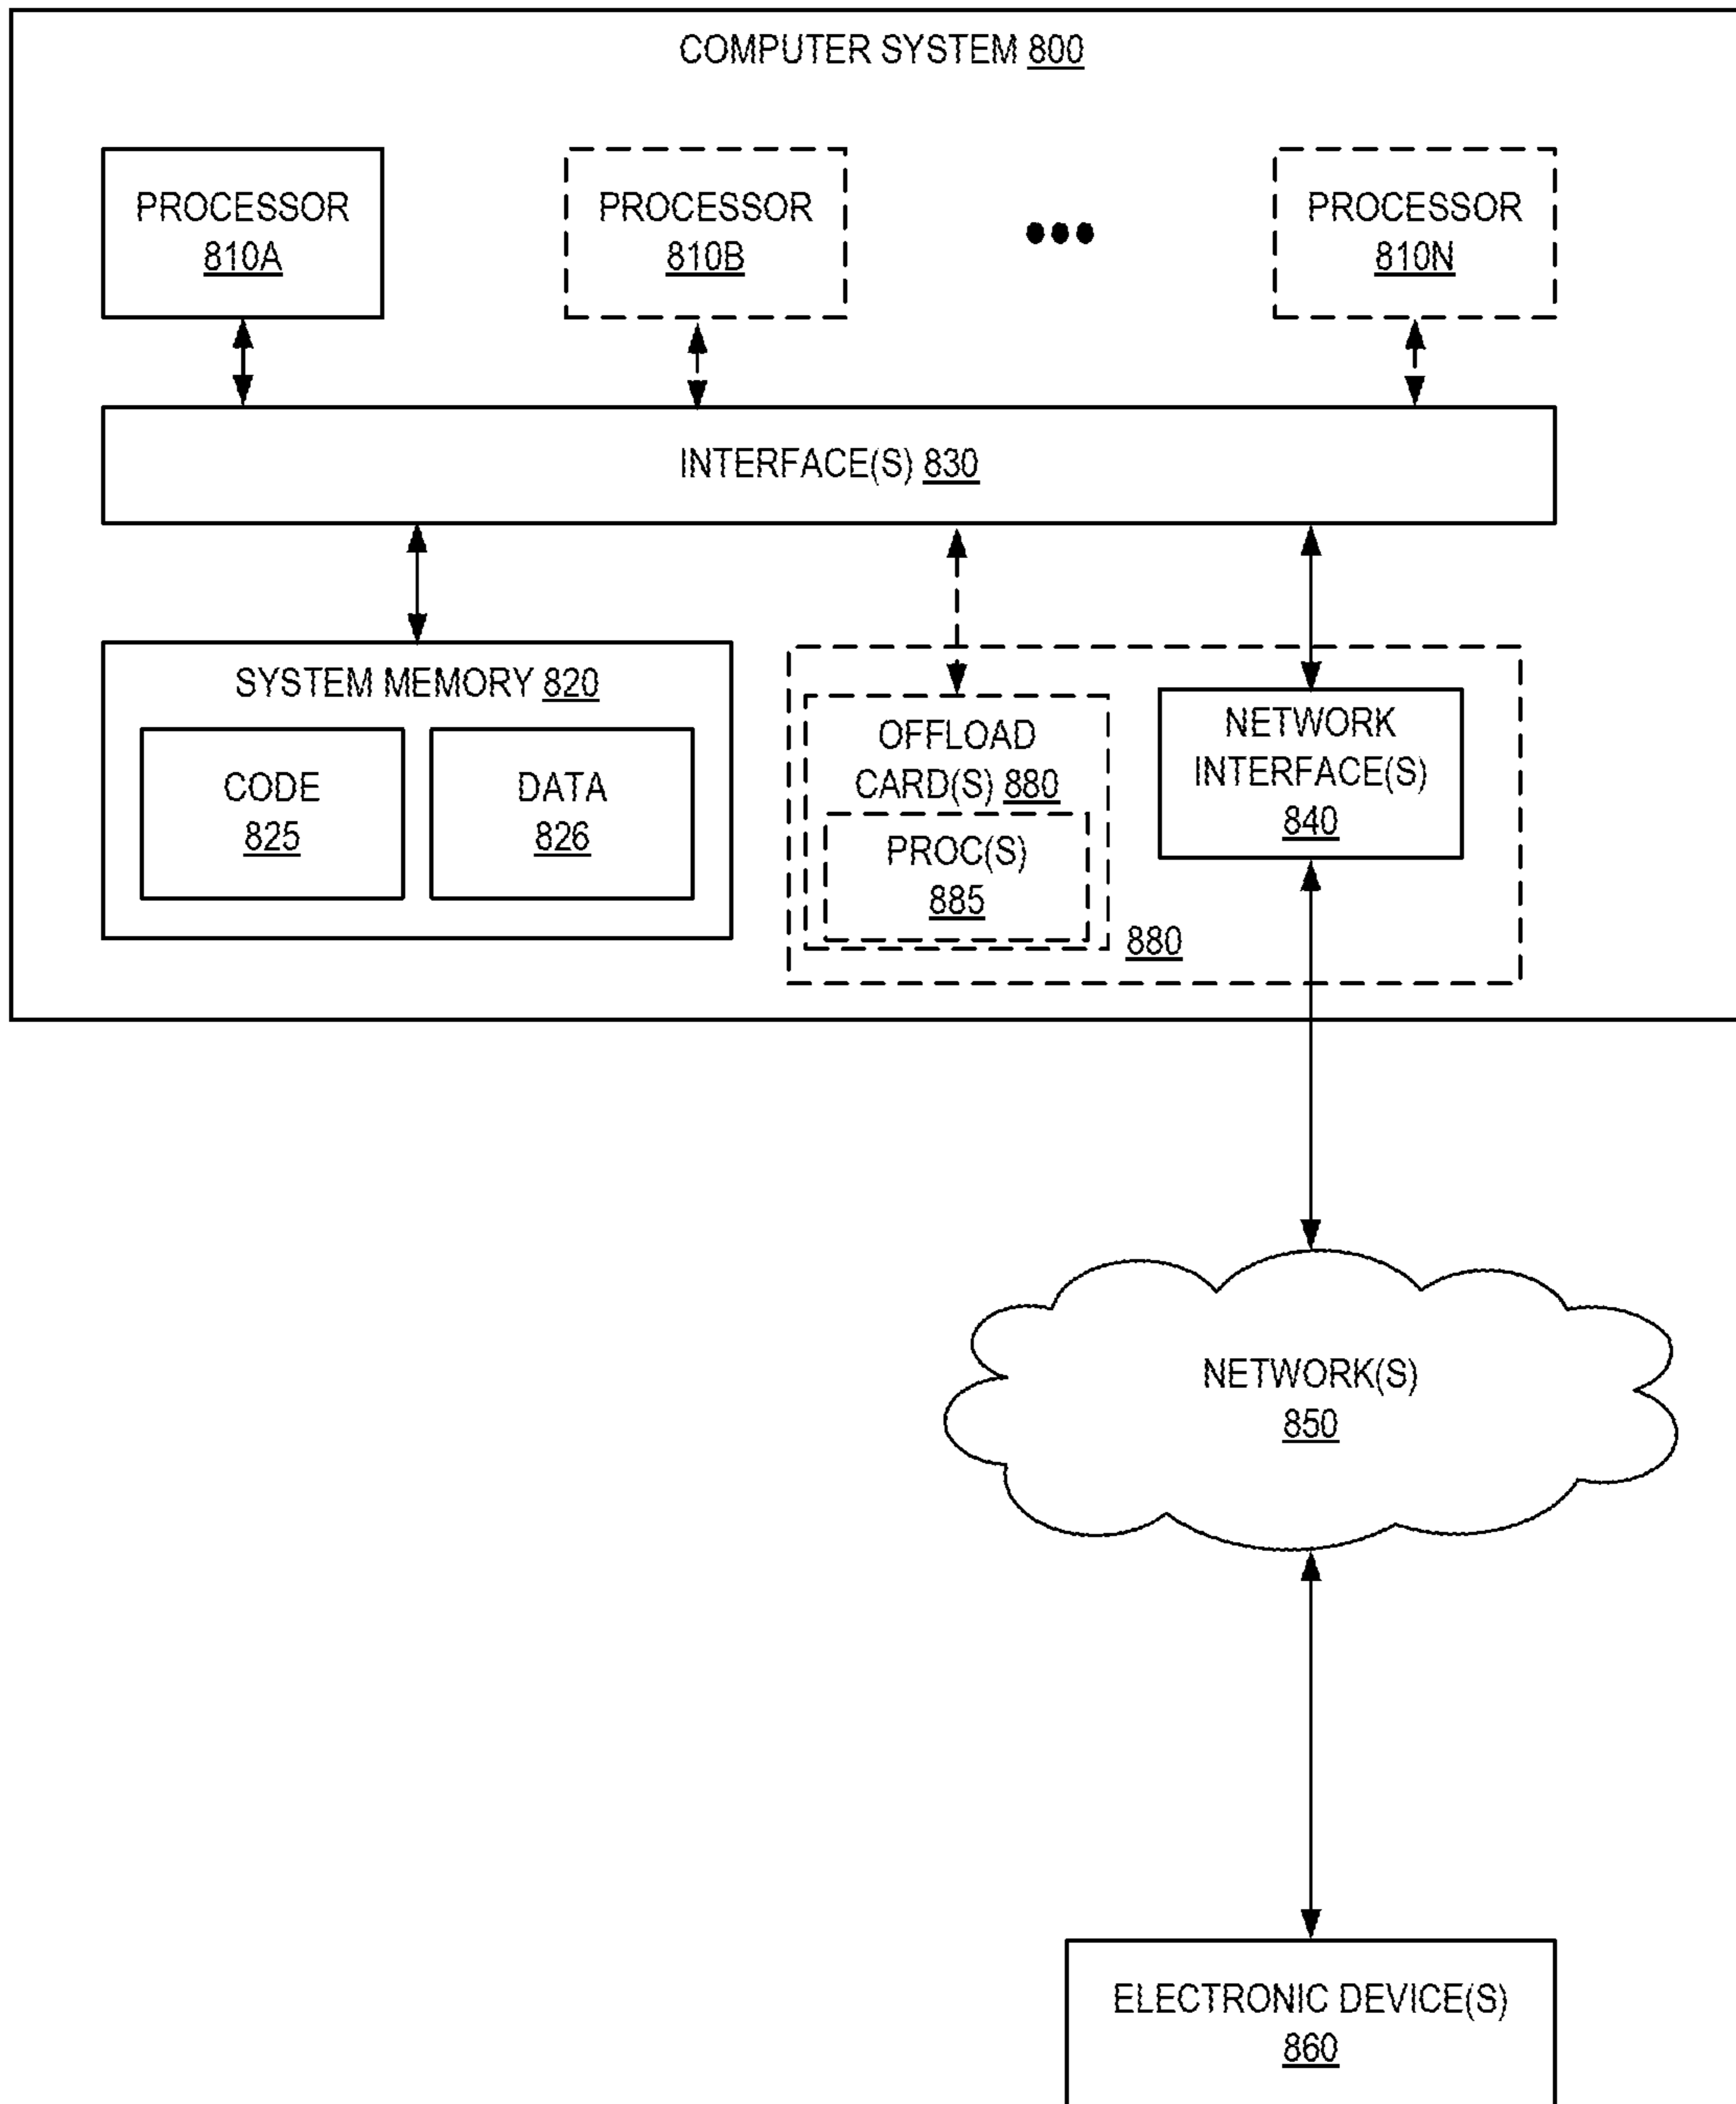 COMPUTER SYSTEM 800
PROCESSOR
810A
PROCESSOR
810B
PROCESSOR
810N
INTERFACE(S) 830
SYSTEM MEMORY 820
CODE
825
DATA
826
OFFLOAD
CARD(S) 880
PROC(S)
885
880
NETWORK
INTERFACE(S)
840
NETWORK(S)
850
ELECTRONIC DEVICE(S)
860